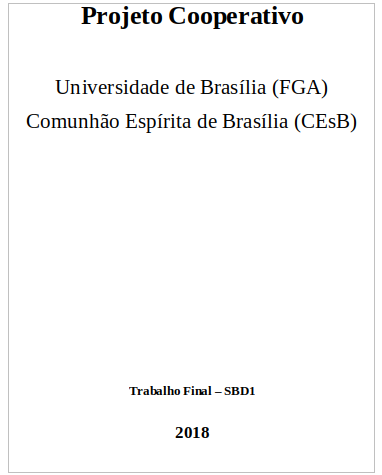 Projeto Cooperativo
Universidade de Brasília (FGA)
Comunhão Espírita de Brasília (CEsB)
Trabalho Final – SBD1
2018